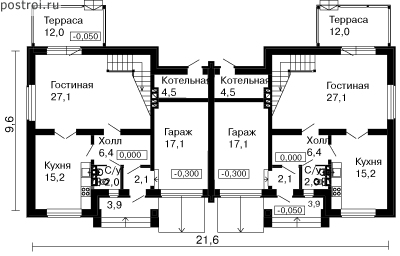 postroi.ru
Терраса
12,0
-0,050
Терраса
12,0
Гостиная
27,1
Котельная
4,5
Котельная
4,5
Гостиная
27,1
9,6
Гараж
17,1
Гараж
17,1
Холл
6,4
0,000
Холл
6,4
0,000
Кухня
15,2
С/у
2,0
2,1
-0,300
-0,300
2,1
С/у
2,0
Кухня
15,2
3,9
-0,050
3,9
21,6